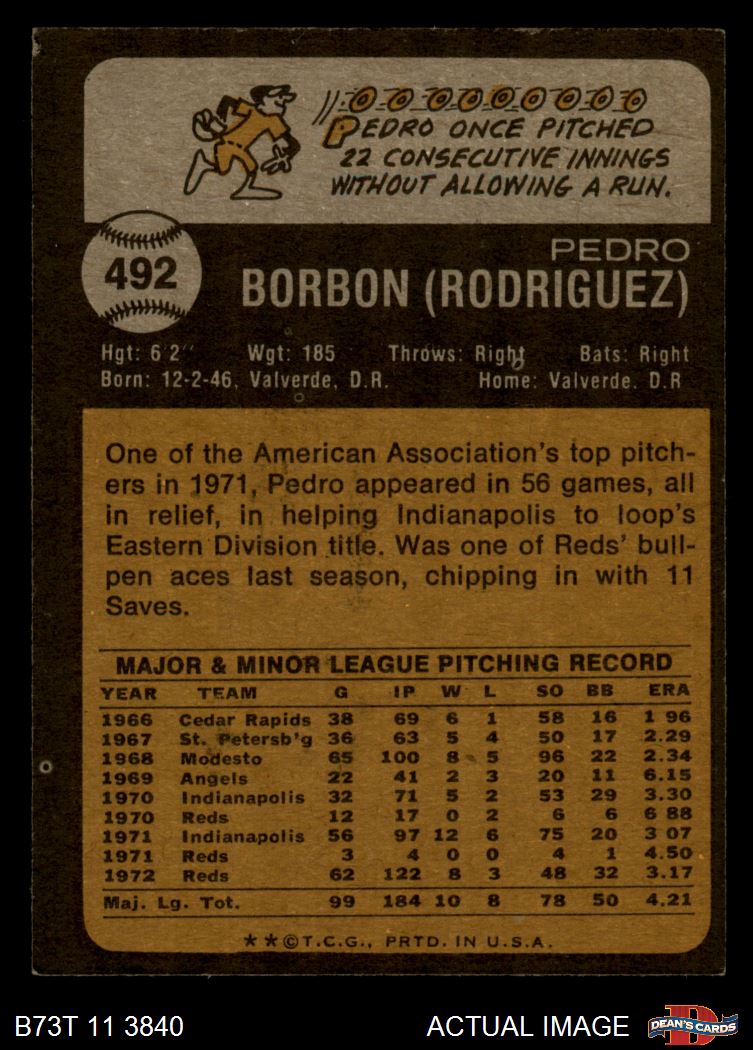 PEDRO ONCE PITCHED
22 CONSECUTIVE INNINGS
WITHOUT ALLOWING A RUN.
492
PEDRO
BORBON (RODRIGUEZ)
Hgt: 6'2" Wgt: 185 Throws: Right Bats: Right
Born: 12-2-46, Valverde, D.R. Home: Valverde. D.R
One of the American Association's top pitch-
ers in 1971, Pedro appeared in 56 games, all
in relief, in helping Indianapolis to loop's
Eastern Division title. Was one of Reds' bull-
pen aces last season, chipping in with 11
Saves.
MAJOR & MINOR LEAGUE PITCHING RECORD
YEAR TEAM G IP W L SO BB ERA
1966 Cedar Rapids 38 69 6 1 58 16 1 96
1967 St. Petersb'g 36 63 5 4 50 17 2.29
1968 Modesto 65 100 8 5 96 22 2.34
1969 Angels 22 41 2 3 20 11 6.15
1970 Indianapolis 32 71 5 2 53 29 3.30
1970 Reds 12 17 0 2 6 6 6 88
1971 Indianapolis 56 97 12 6 75 20 3 07
1971 Reds 3 4 0 0 4 1 4.50
1972 Reds 62 122 8 3 48 32 3.17
Maj. Lg. Tot. 99 184 10 8 78 50 4.21
★★©T.C.G., PRTD. IN U.S.A.
B73T 11 3840 ACTUAL IMAGE D DEAN'S CARDS